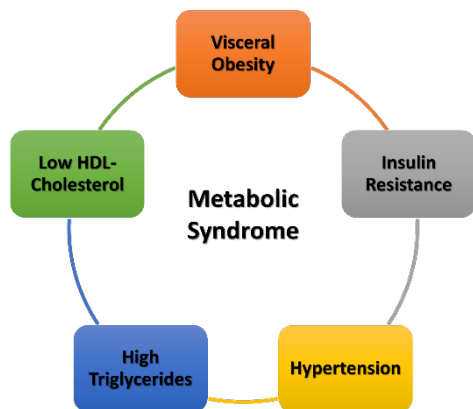 Visceral
Obesity
Low HDL-
Cholesterol
Insulin
Resistance
Metabolic
Syndrome
High
Triglycerides
Hypertension